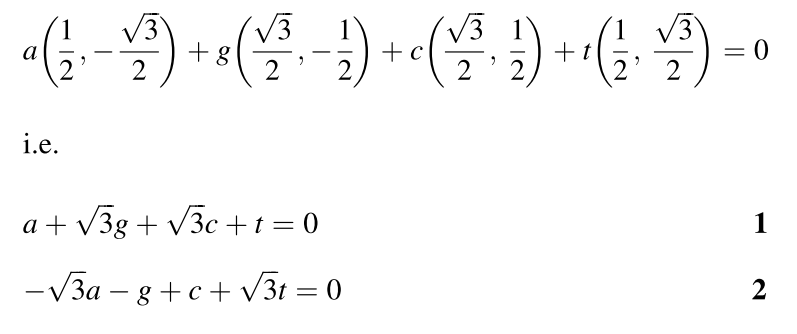 a(1/2, −√3/2) + g(√3/2, −1/2) + c(√3/2, 1/2) + t(1/2, √3/2) = 0
i.e.
a + √3g + √3c + t = 0 1
−√3a − g + c + √3t = 0 2